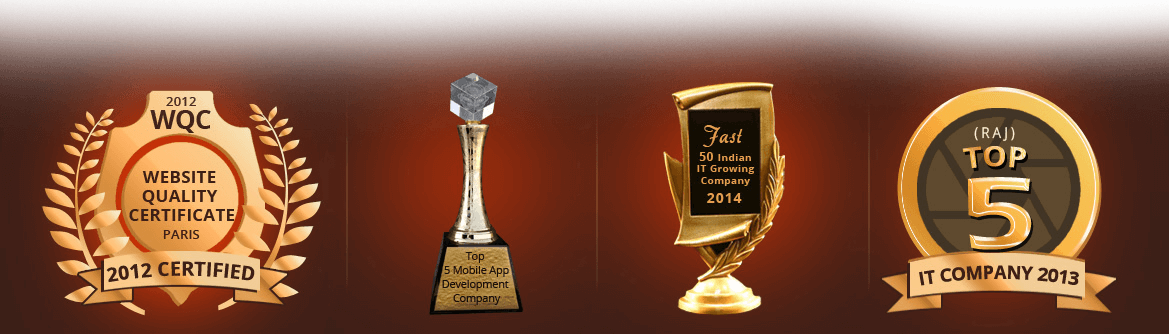 2012
WQC
WEBSITE
QUALITY
CERTIFICATE
PARIS
2012 CERTIFIED
Top
5 Mobile App
Development
Company
Fast
50 Indian
IT Growing
Company
2014
(RAJ)
TOP
5
IT COMPANY 2013